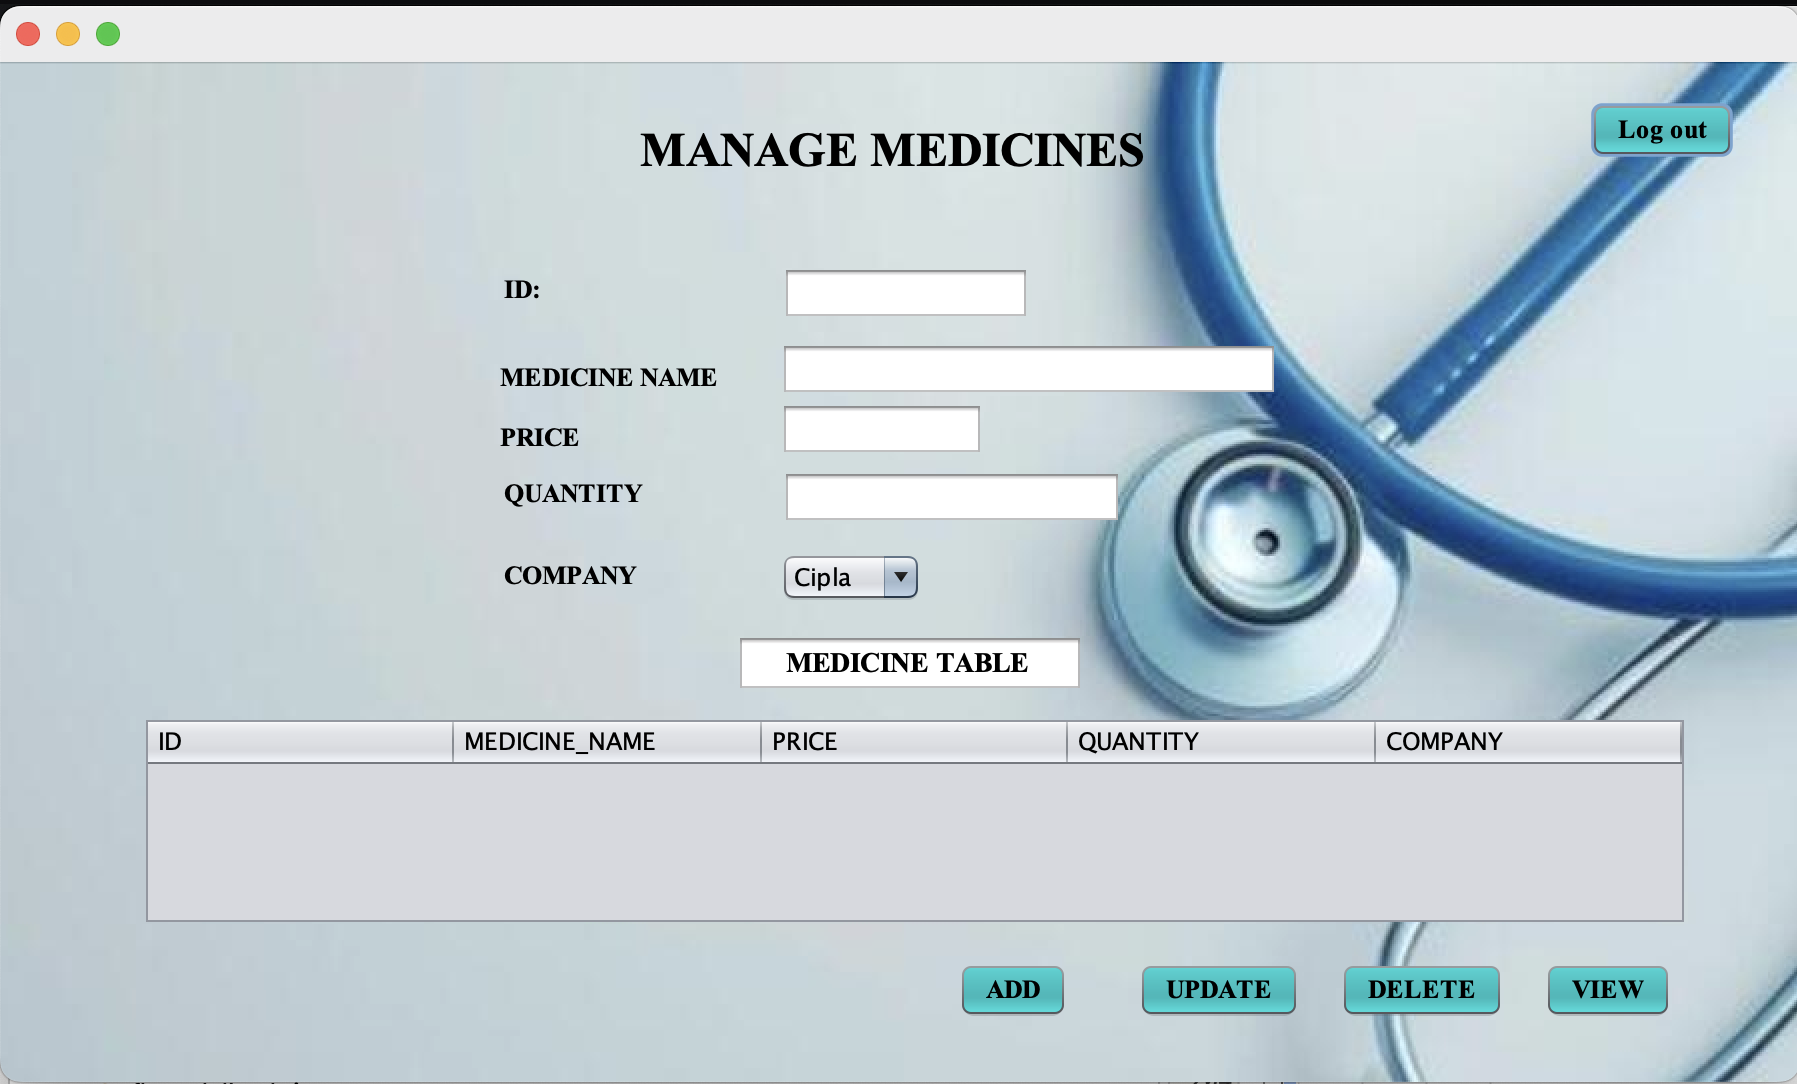 MANAGE MEDICINES
Log out
ID:
MEDICINE NAME
PRICE
QUANTITY
COMPANY
Cipla
MEDICINE TABLE
ID MEDICINE_NAME PRICE QUANTITY COMPANY
ADD UPDATE DELETE VIEW